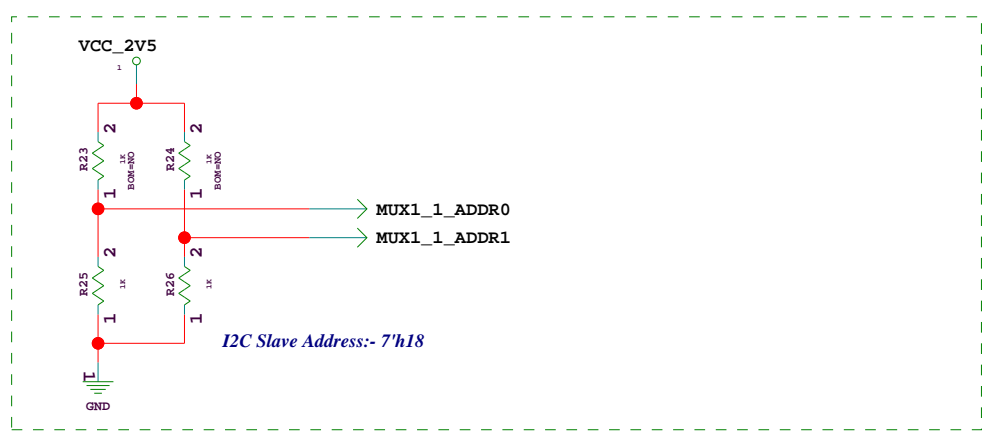 VCC_2V5
1
2
2
R23
1K
BOM=NO
R24
1K
BOM=NO
1
1
MUX1_1_ADDR0
MUX1_1_ADDR1
2
2
R25
1K
R26
1K
1
1
I2C Slave Address:- 7'h18
1
GND